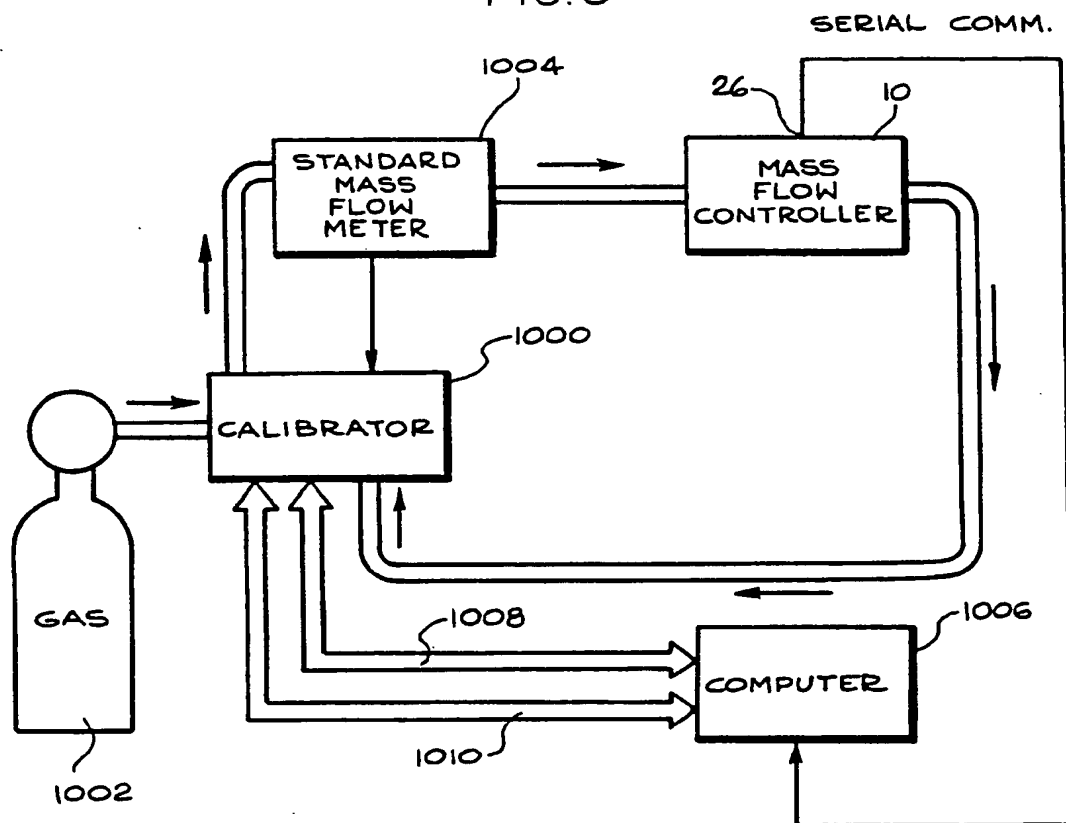 SERIAL COMM.
1004
26
10
STANDARD
MASS
FLOW
METER
MASS
FLOW
CONTROLLER
1000
CALIBRATOR
GAS
1008
1006
COMPUTER
1010
1002